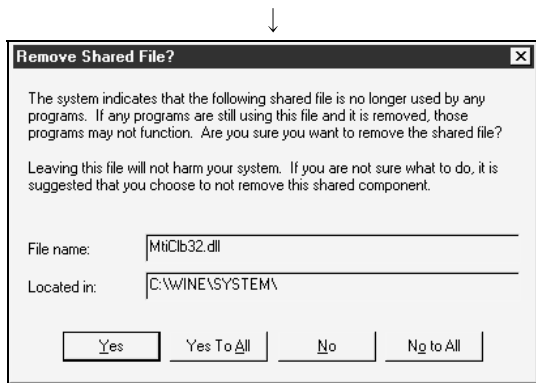 Remove Shared File?
The system indicates that the following shared file is no longer used by any
programs. If any programs are still using this file and it is removed, those
programs may not function. Are you sure you want to remove the shared file?
Leaving this file will not harm your system. If you are not sure what to do, it is
suggested that you choose to not remove this shared component.
File name: MtiClb32.dll
Located in: C:\WINE\SYSTEM\
Yes Yes To All No No to All